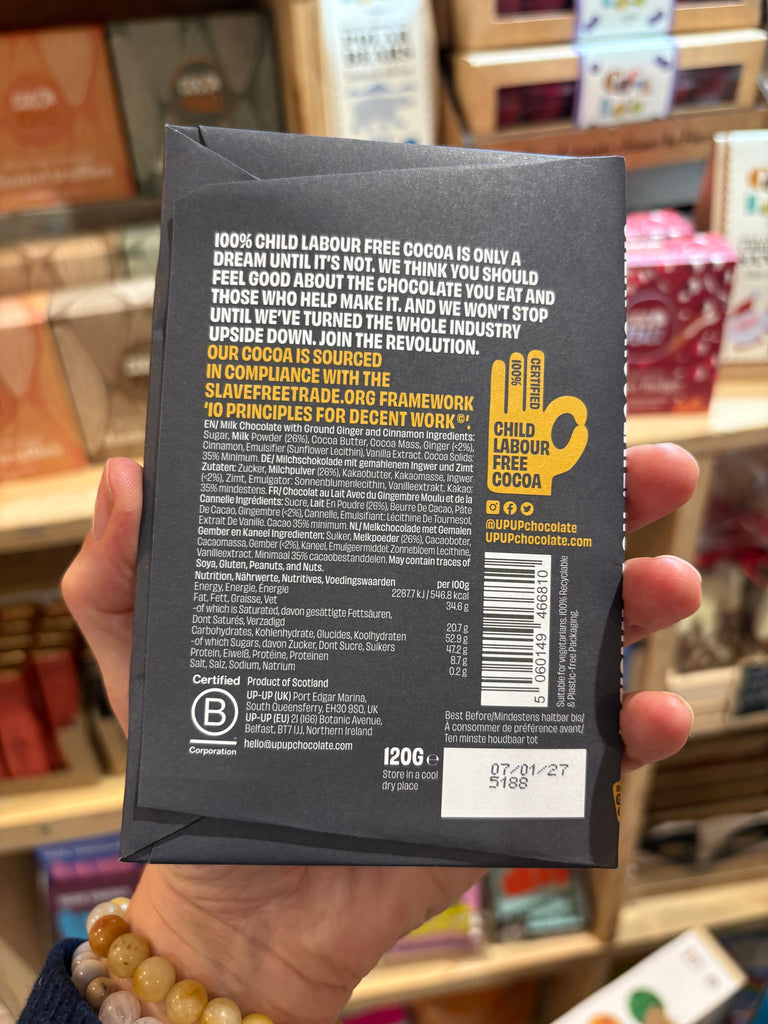 100% CHILD LABOUR FREE COCOA IS ONLY A
DREAM UNTIL IT'S NOT. WE THINK YOU SHOULD
FEEL GOOD ABOUT THE CHOCOLATE YOU EAT AND
THOSE WHO HELP MAKE IT. AND WE WON'T STOP
UNTIL WE'VE TURNED THE WHOLE INDUSTRY
UPSIDE DOWN. JOIN THE REVOLUTION.
OUR COCOA IS SOURCED
IN COMPLIANCE WITH THE
SLAVEFREETRADE.ORG FRAMEWORK
'10 PRINCIPLES FOR DECENT WORK©'.
100% CERTIFIED
CHILD
LABOUR
FREE
COCOA
@UPUPchocolate
UPUPchocolate.com
EN/ Milk Chocolate with Ground Ginger and Cinnamon Ingredients:
Sugar, Milk Powder (26%), Cocoa Butter, Cocoa Mass, Ginger (<2%),
Cinnamon, Emulsifier (Sunflower Lecithin), Vanilla Extract. Cocoa Solids:
35% Minimum. DE/ Milchschokolade mit gemahlenem Ingwer und Zimt
Zutaten: Zucker, Milchpulver (26%), Kakaobutter, Kakaomasse, Ingwer
(<2%), Zimt, Emulgator: Sonnenblumenlecithin, Vanilleextrakt, Kakao:
35% mindestens. FR/ Chocolat au Lait Avec du Gingembre Moulu et de la
Cannelle Ingrédients: Sucre, Lait En Poudre (26%), Beurre De Cacao, Pâte
De Cacao, Gingembre (<2%), Cannelle, Emulsifiant: Lécithine De Tournesol,
Extrait De Vanille. Cacao 35% minimum. NL/ Melkchocolade met Gemalen
Gember en Kaneel Ingredienten: Suiker, Melkpoeder (26%), Cacaoboter,
Cacaomassa, Gember (<2%), Kaneel, Emulgeermiddel: Zonnebloem Lecithine,
Vanilleextract. Minimaal 35% cacaobestanddelen. May contain traces of
Soya, Gluten, Peanuts, and Nuts.
Nutrition, Nährwerte, Nutritives, Voedingswaarden per 100g
Energy, Energie, Énergie 2287.7 kJ / 546.8 kcal
Fat, Fett, Graisse, Vet 34.6 g
-of which is Saturated, davon gesättigte Fettsäuren,
Dont Saturés, Verzadigd 20.7 g
Carbohydrates, Kohlenhydrate, Glucides, Koolhydraten 52.9 g
-of which Sugars, davon Zucker, Dont Sucre, Suikers 47.2 g
Protein, Eiweiß, Protéine, Proteinen 8.7 g
Salt, Salz, Sodium, Natrium 0.2 g
5 060149 466810
Suitable for vegetarians. 100% Recyclable
& Plastic-free Packaging.
Certified
B
Corporation
Product of Scotland
UP-UP (UK) Port Edgar Marina,
South Queensferry, EH30 9SQ, UK
UP-UP (EU) 21 (166) Botanic Avenue,
Belfast, BT7 1JJ, Northern Ireland
hello@upupchocolate.com
Best Before/Mindestens haltbar bis/
À consommer de préférence avant/
Ten minste houdbaar tot
120G e
Store in a cool
dry place
07/01/27
5188